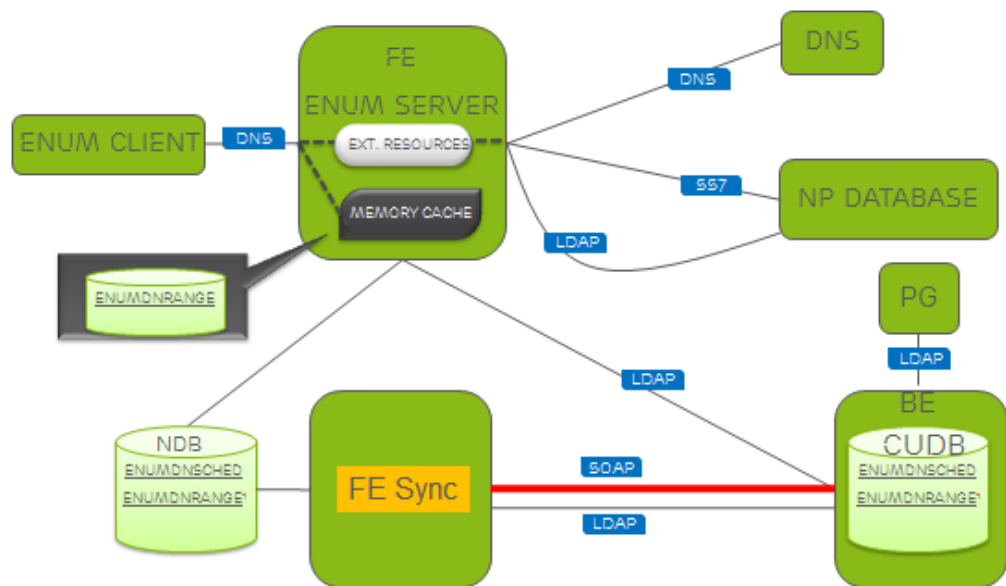 FE
ENUM SERVER
DNS
DNS
ENUM CLIENT
DNS
EXT. RESOURCES
SS7
NP DATABASE
MEMORY CACHE
LDAP
ENUMDNRANGE
PG
LDAP
LDAP
BE
NDB
CUDB
ENUMDNSCHED
SOAP
ENUMDNSCHED
ENUMDNRANGE*
FE Sync
ENUMDNRANGE*
LDAP